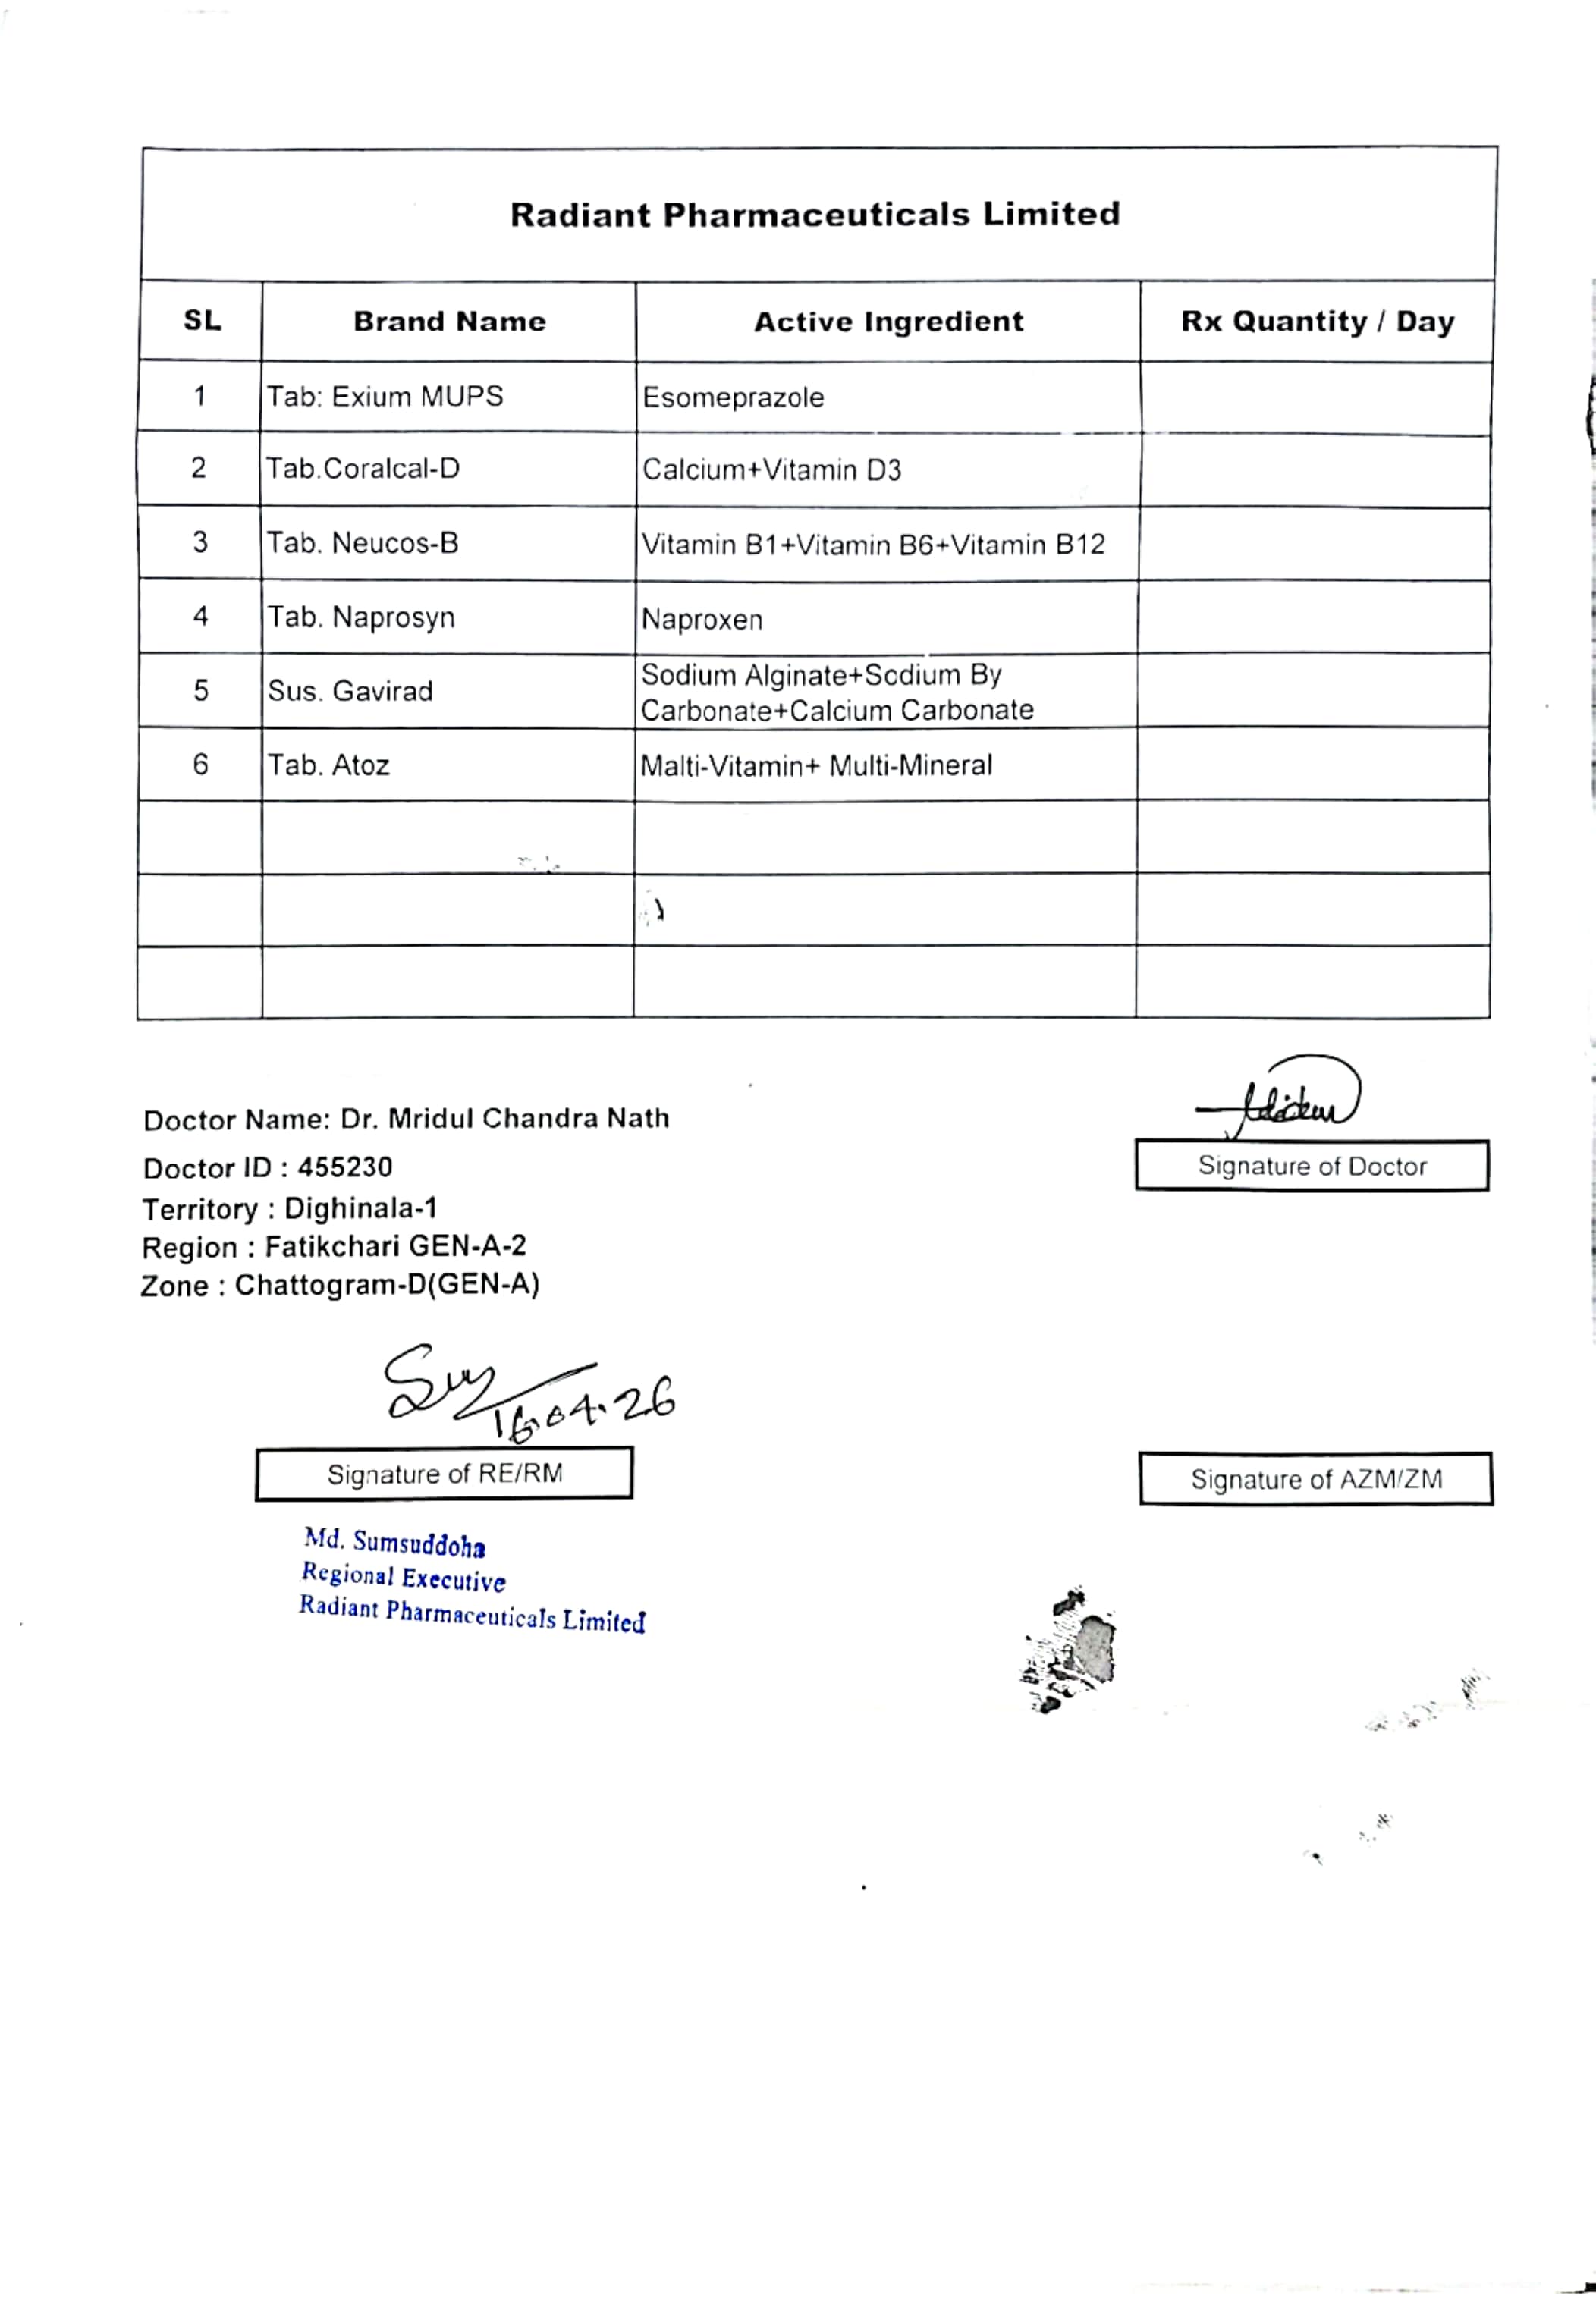 Radiant Pharmaceuticals Limited
SL Brand Name Active Ingredient Rx Quantity / Day
1 Tab: Exium MUPS Esomeprazole
2 Tab.Coralcal-D Calcium+Vitamin D3
3 Tab. Neucos-B Vitamin B1+Vitamin B6+Vitamin B12
4 Tab. Naprosyn Naproxen
5 Sus. Gavirad Sodium Alginate+Sodium By
Carbonate+Calcium Carbonate
6 Tab. Atoz Malti-Vitamin+ Multi-Mineral
Doctor Name: Dr. Mridul Chandra Nath
Signature of Doctor
Doctor ID : 455230
Territory : Dighinala-1
Region : Fatikchari GEN-A-2
Zone : Chattogram-D(GEN-A)
16.04.26
Signature of RE/RM
Signature of AZM/ZM
Md. Sumsuddoha
Regional Executive
Radiant Pharmaceuticals Limited